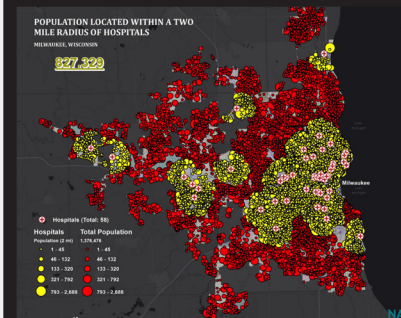 POPULATION LOCATED WITHIN A TWO
MILE RADIUS OF HOSPITALS
MILWAUKEE, WISCONSIN
827,329
Milwaukee
Hospitals (Total: 58)
Hospitals Total Population
Population (2 mi) 1,376,476
1 - 45 1 - 45
46 - 132 46 - 132
133 - 320 133 - 320
321 - 792 321 - 792
793 - 2,688 793 - 2,688
NA